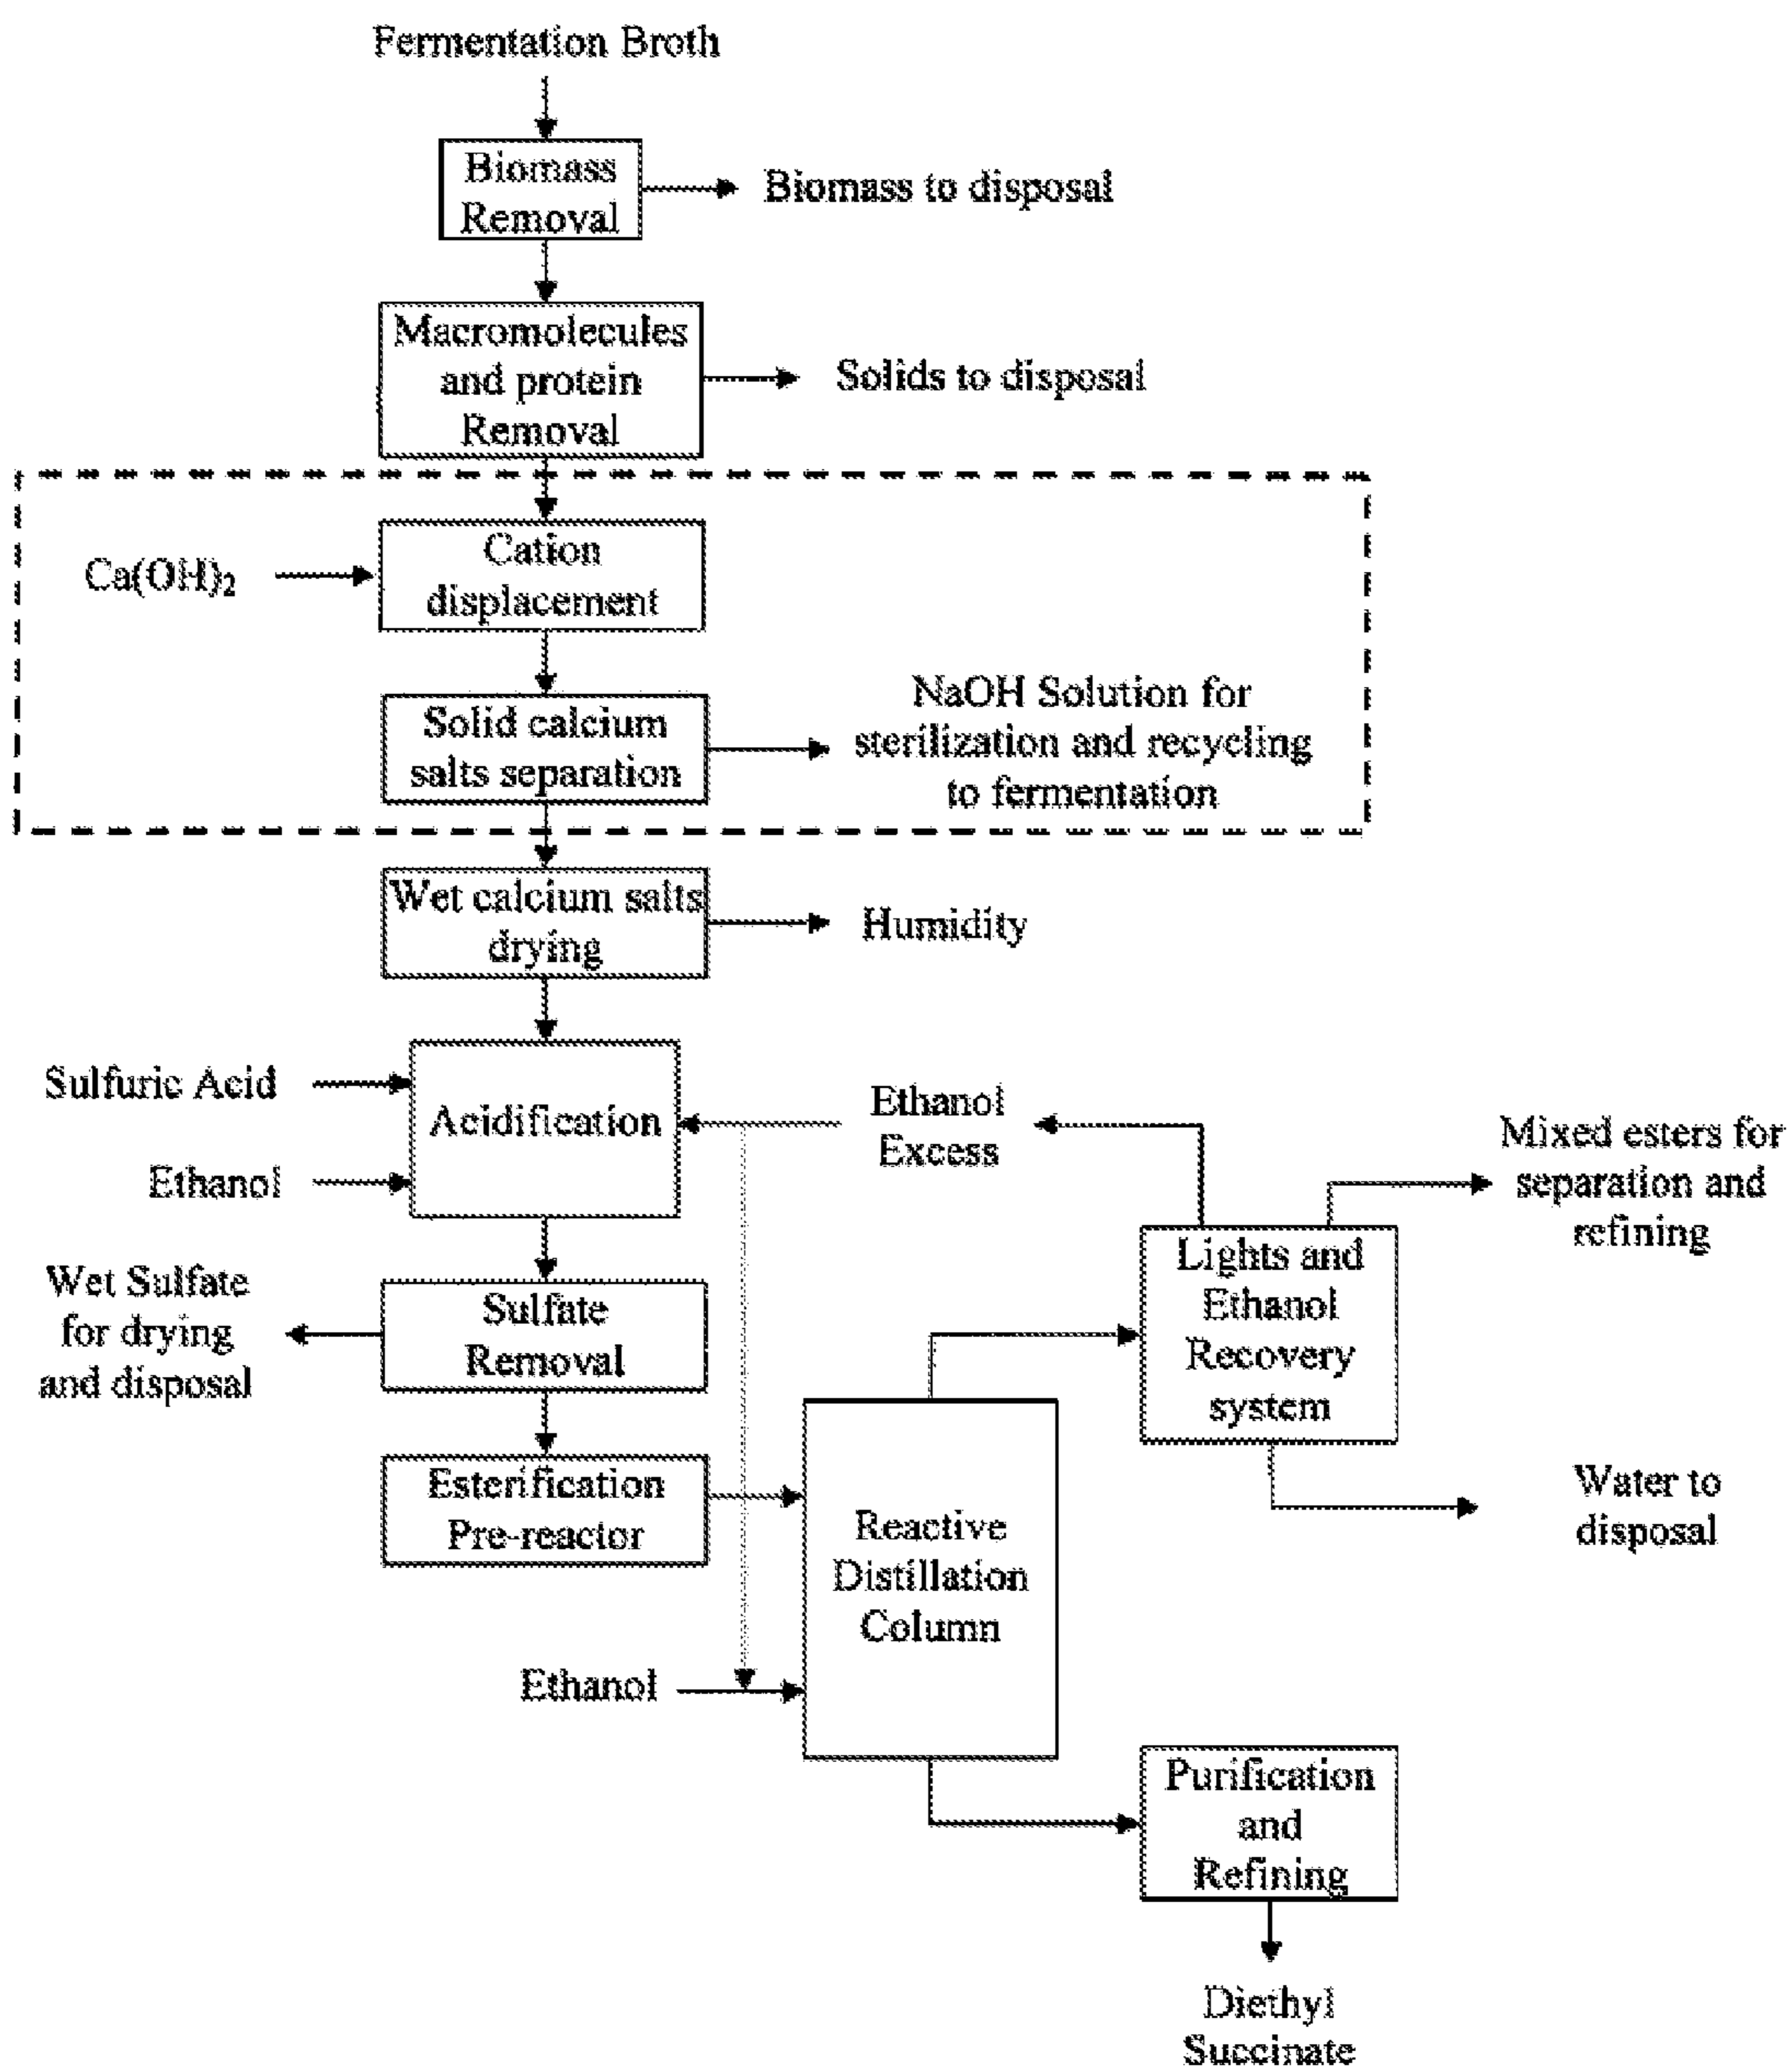 Fermentation Broth
Biomass
Removal
Biomass to disposal
Macromolecules
and protein
Removal
Solids to disposal
Ca(OH)₂
Cation
displacement
Solid calcium
salts separation
NaOH Solution for
sterilization and recycling
to fermentation
Wet calcium salts
drying
Humidity
Sulfuric Acid
Ethanol
Acidification
Ethanol
Excess
Mixed esters for
separation and
refining
Lights and
Ethanol
Recovery
system
Wet Sulfate
for drying
and disposal
Sulfate
Removal
Esterification
Pre-reactor
Reactive
Distillation
Column
Water to
disposal
Ethanol
Purification
and
Refining
Diethyl
Succinate